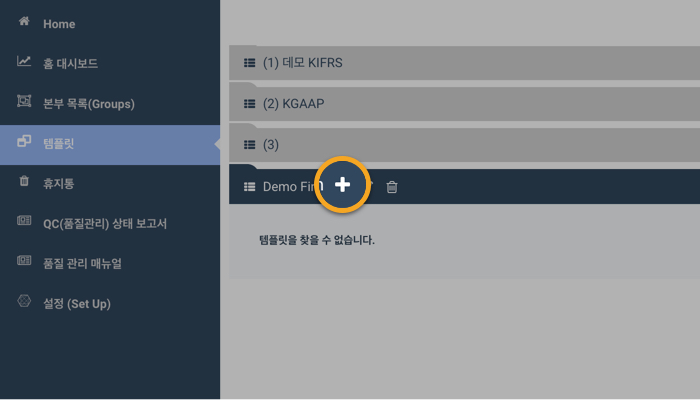 Home
홈 대시보드
본부 목록(Groups)
템플릿
휴지통
QC(품질관리) 상태 보고서
품질 관리 매뉴얼
설정 (Set Up)
(1) 데모 KIFRS
(2) KGAAP
(3)
Demo
템플릿을 찾을 수 없습니다.